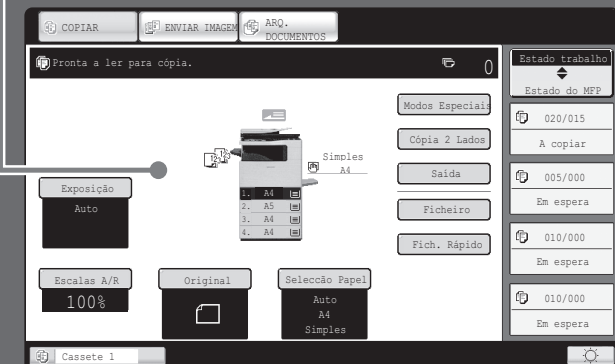 COPIAR
ENVIAR IMAGEM
ARQ.
DOCUMENTOS
Pronta a ler para cópia.
0
Estado trabalho
Estado do MFP
Modos Especiais
020/015
A copiar
Cópia 2 Lados
Simples
A4
Saída
005/000
Em espera
Exposição
Auto
1. A4
2. A5
3. A4
4. A4
Ficheiro
Fich. Rápido
010/000
Em espera
Escalas A/R
100%
Original
Selecção Papel
Auto
A4
Simples
010/000
Em espera
Cassete 1